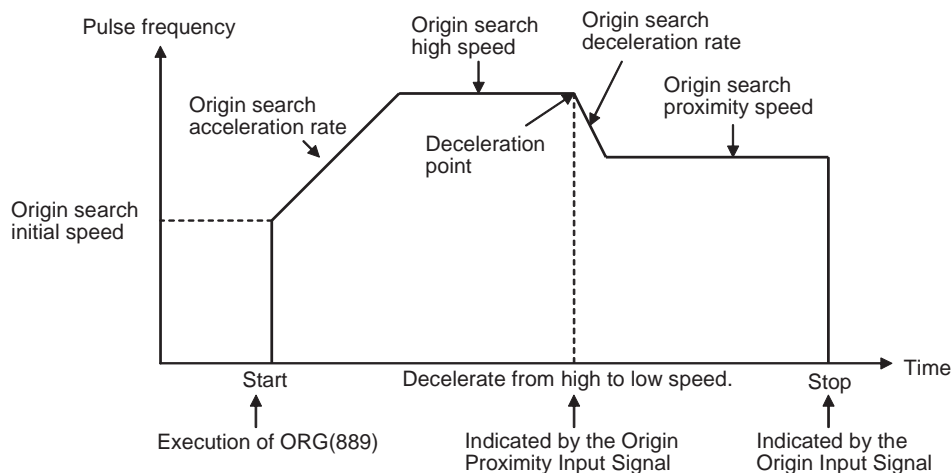 Pulse frequency
Origin search
high speed
Origin search
deceleration rate
Origin search
acceleration rate
Origin search
proximity speed
Deceleration
point
Origin search
initial speed
Time
Start
Decelerate from high to low speed.
Stop
Execution of ORG(889)
Indicated by the Origin
Proximity Input Signal
Indicated by the
Origin Input Signal